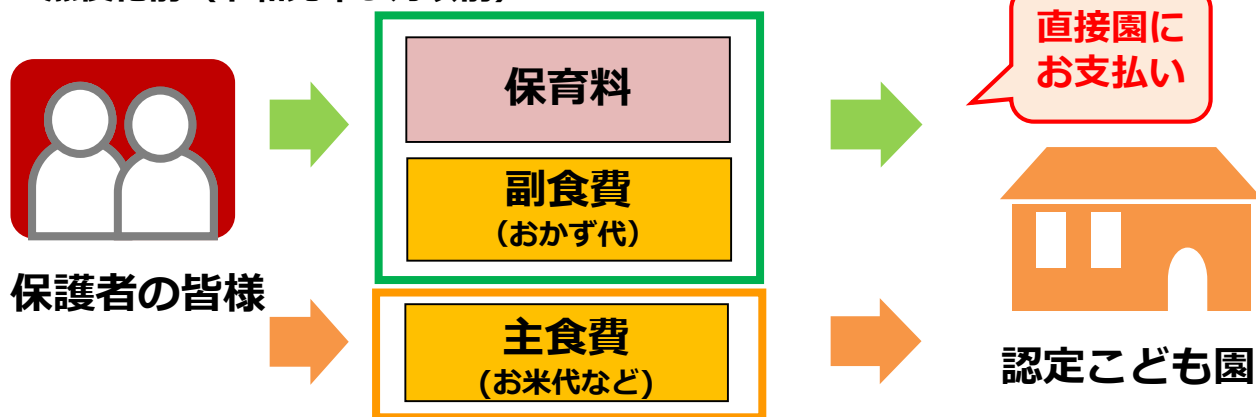 直接園に
お支払い
保育料
副食費
（おかず代）
保護者の皆様
主食費
(お米代など)
認定こども園